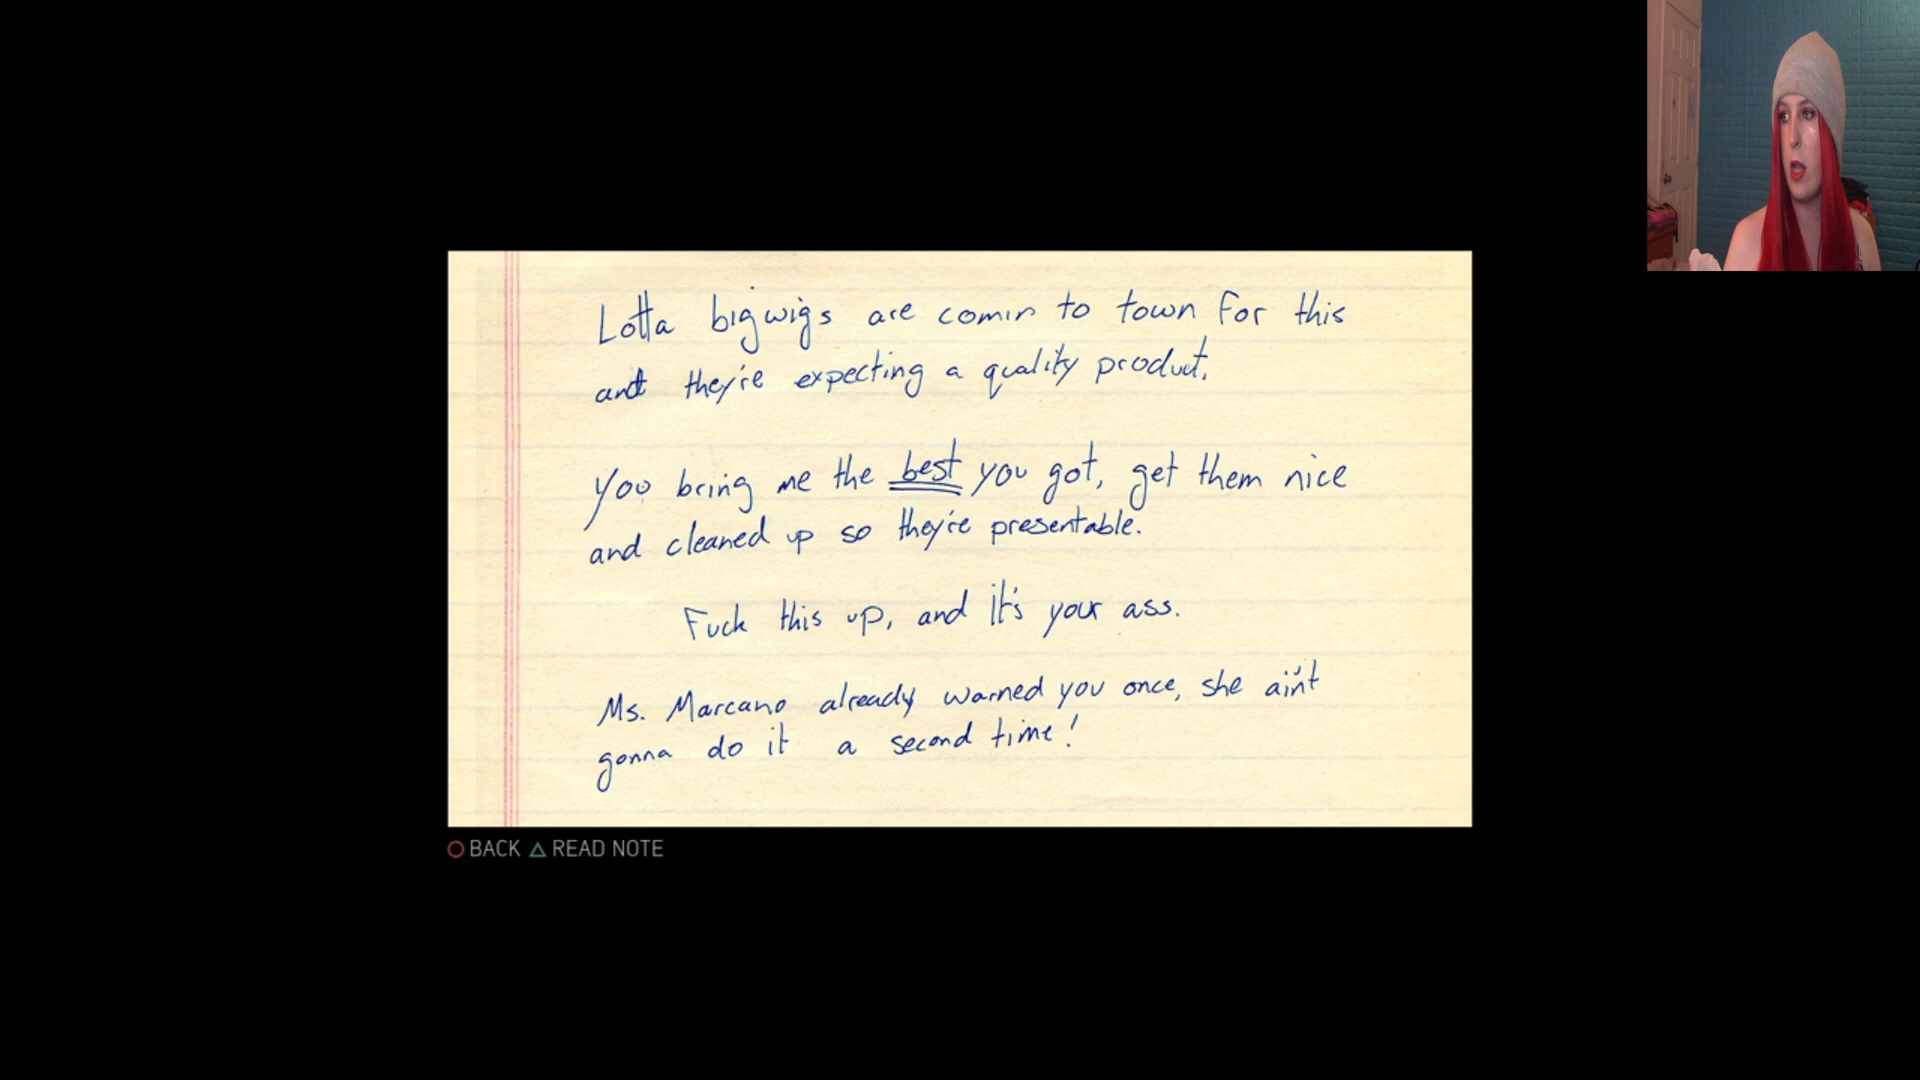 Lotta bigwigs are comin to town for this
and they're expecting a quality product.
You bring me the best you got, get them nice
and cleaned up so they're presentable.
Fuck this up, and it's your ass.
Ms. Marcano already warned you once, she ain't
gonna do it a second time!
BACK READ NOTE